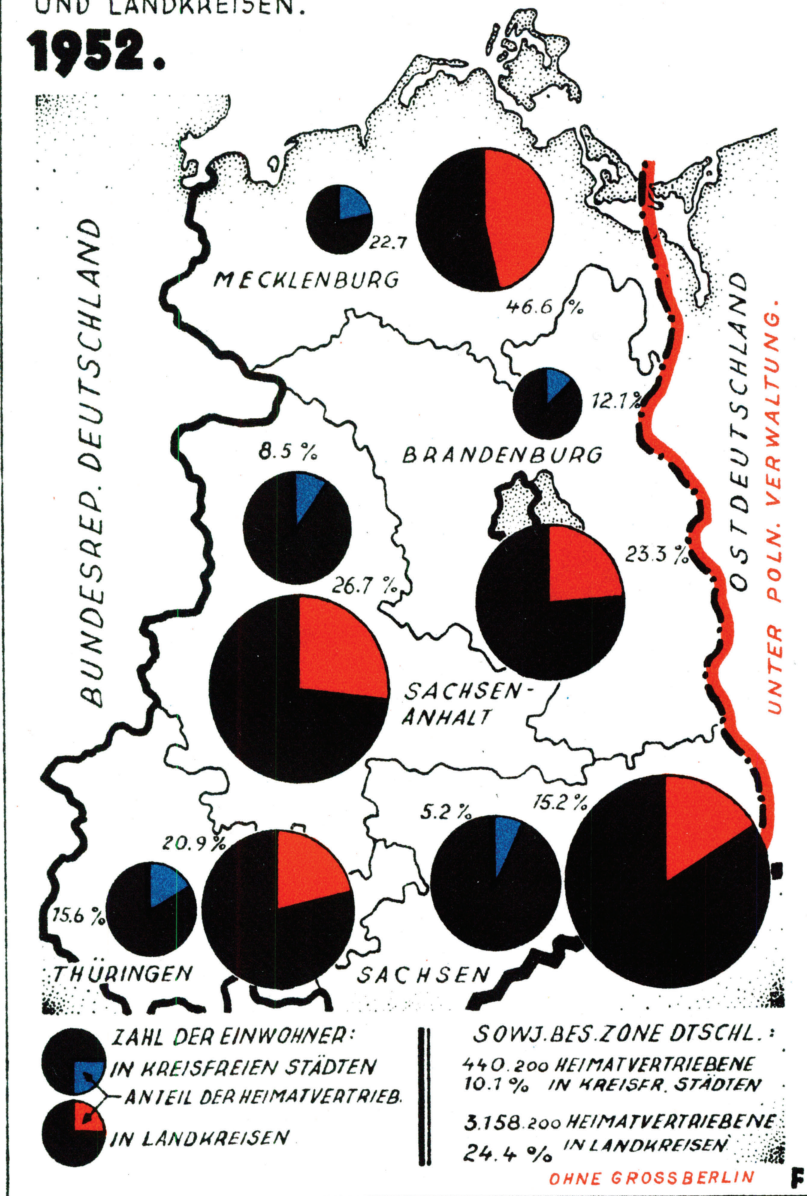 UND LANDKREISEN.
1952.
BUNDESREP. DEUTSCHLAND
22.7
MECKLENBURG
46.6 %
OSTDEUTSCHLAND
UNTER POLN. VERWALTUNG.
12.1%
8.5 %
BRANDENBURG
23.3 %
26.7 %
SACHSEN-
ANHALT
5.2 %
15.2 %
20.9 %
15.6 %
THÜRINGEN
SACHSEN
ZAHL DER EINWOHNER:
IN KREISFREIEN STÄDTEN
ANTEIL DER HEIMATVERTRIEB.
IN LANDKREISEN
SOWJ. BES. ZONE DTSCHL.:
440.200 HEIMATVERTRIEBENE
10.1 % IN KREISFR. STÄDTEN
3.158.200 HEIMATVERTRIEBENE
24.4 % IN LANDKREISEN
OHNE GROSSBERLIN
F